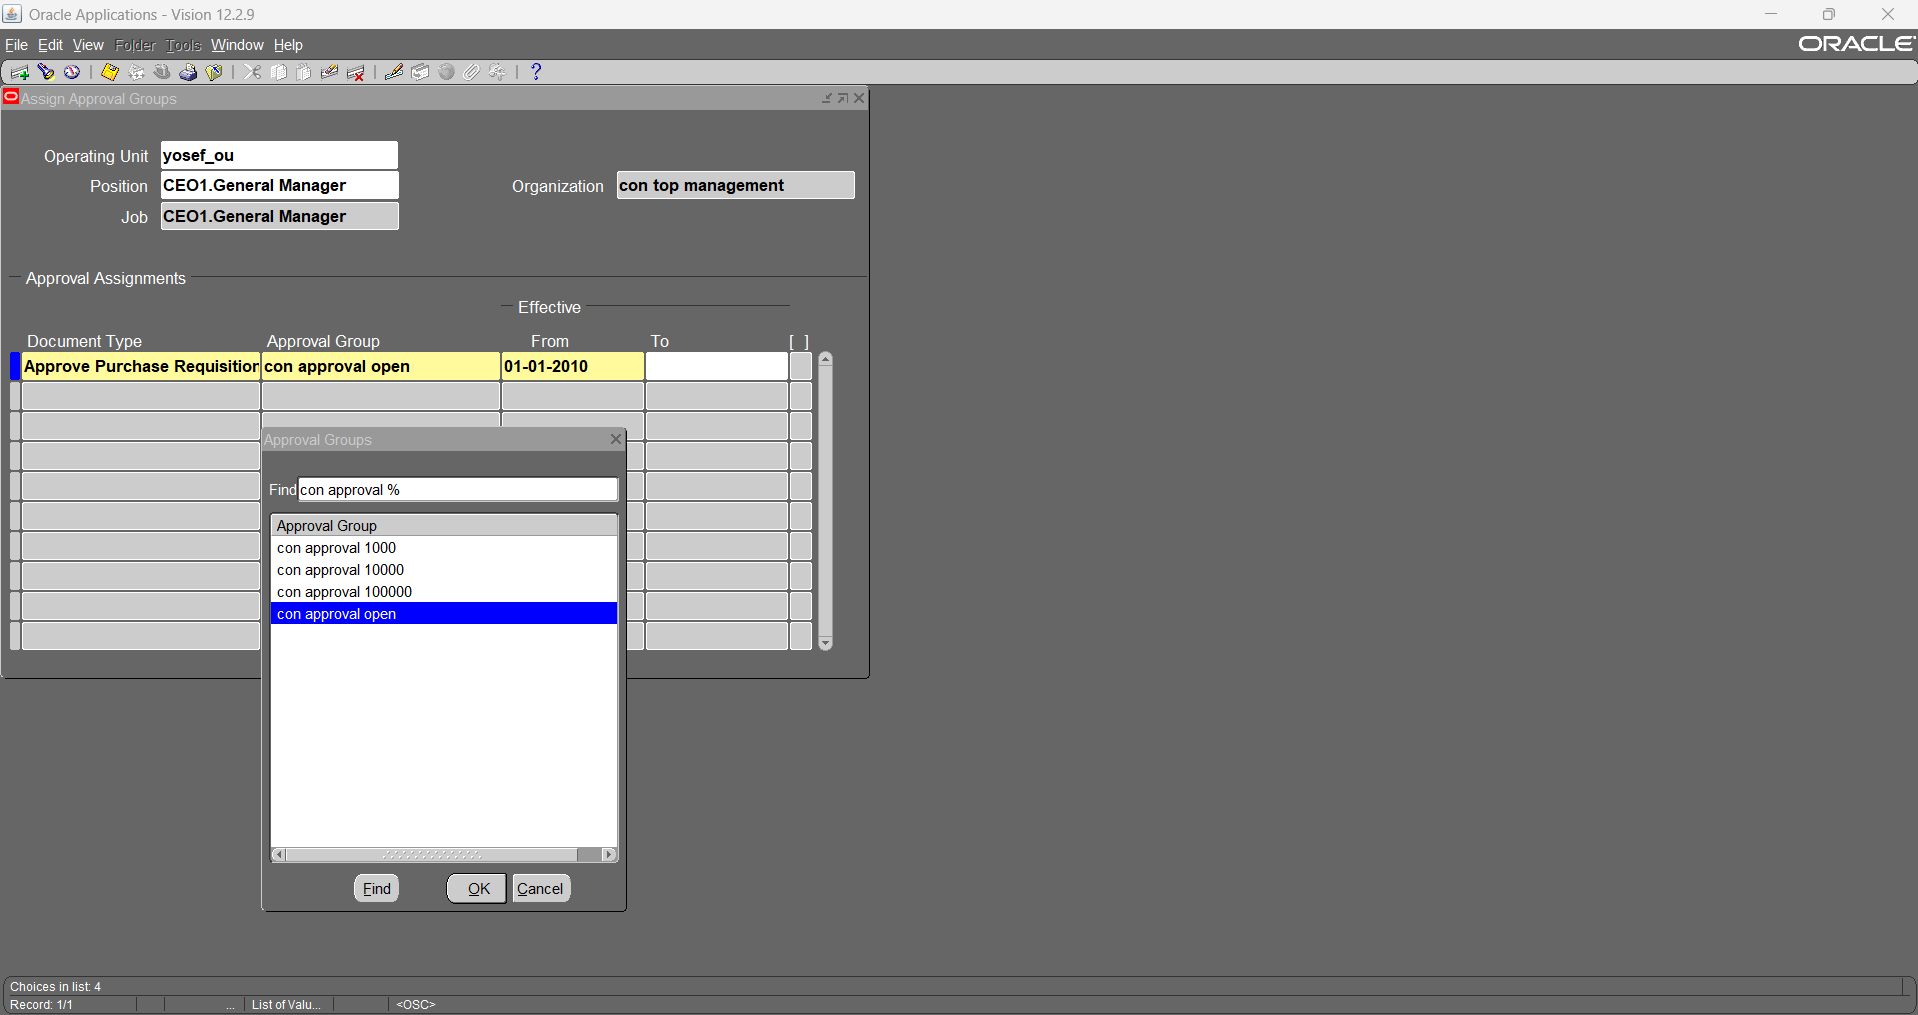 Oracle Applications - Vision 12.2.9
File Edit View Folder Tools Window Help
ORACLE
Assign Approval Groups
Operating Unit yosef_ou
Position CEO1.General Manager Organization con top management
Job CEO1.General Manager
Approval Assignments
Effective
Document Type Approval Group From To [ ]
Approve Purchase Requisition con approval open 01-01-2010
Approval Groups
Find con approval %
Approval Group
con approval 1000
con approval 10000
con approval 100000
con approval open
Find OK Cancel
Choices in list: 4
Record: 1/1 ... List of Valu... <OSC>